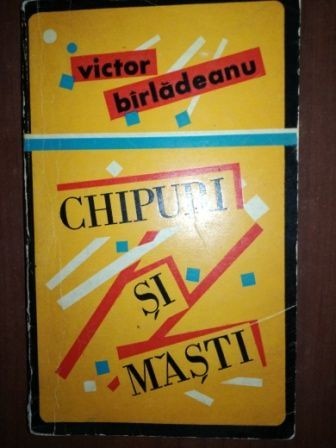 victor
bîrlădeanu
CHIPURI
ȘI
MĂȘTI